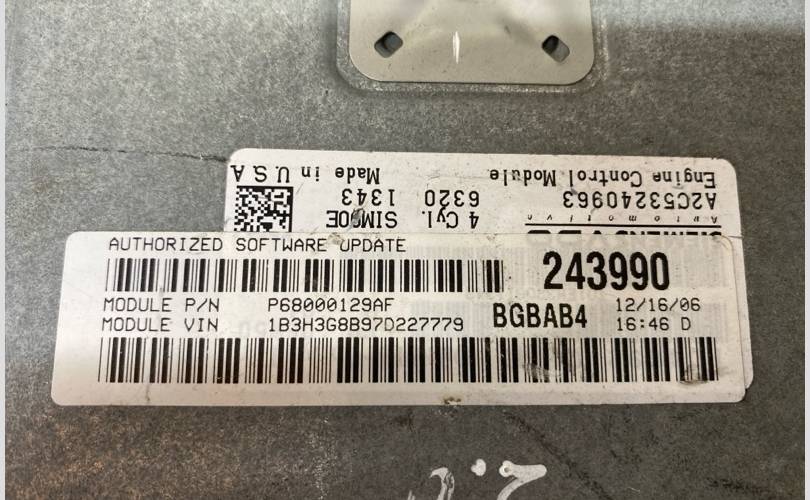 Engine Control Module
Made in U.S.A
A2C53240963
6320 1343
4 Cyl. SIM90E
Automotive
AUTHORIZED SOFTWARE UPDATE
243990
MODULE P/N P68000129AF
BGBAB4 12/16/06
MODULE VIN 1B3H3G8B97D227779
16:46 D